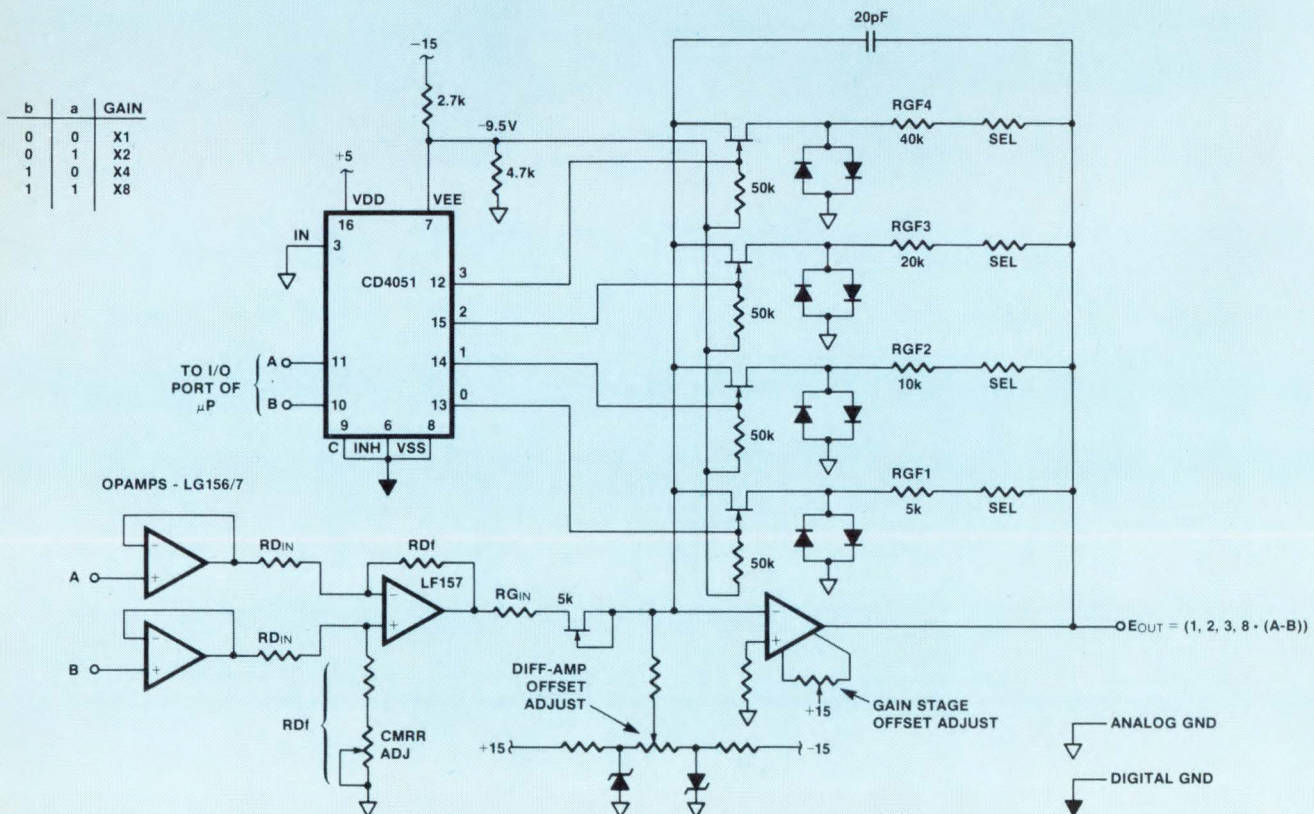 b a GAIN
0 0 X1
0 1 X2
1 0 X4
1 1 X8
−15
2.7k
−9.5V
4.7k
+5
VDD
VEE
16
7
IN
3
CD4051
12
3
15
2
14
1
13
0
A
11
B
10
TO I/O
PORT OF
μP
9
6
8
C
INH
VSS
20pF
RGF4
40k
SEL
50k
RGF3
20k
SEL
50k
RGF2
10k
SEL
50k
RGF1
5k
SEL
50k
OPAMPS - LG156/7
A
−
+
RDIN
RDf
LF157
−
+
RGIN
5k
B
−
+
RDIN
RDf
CMRR
ADJ
DIFF-AMP
OFFSET
ADJUST
+15
−15
−
+
+15
GAIN STAGE
OFFSET ADJUST
EOUT = (1, 2, 3, 8 • (A-B))
ANALOG GND
DIGITAL GND